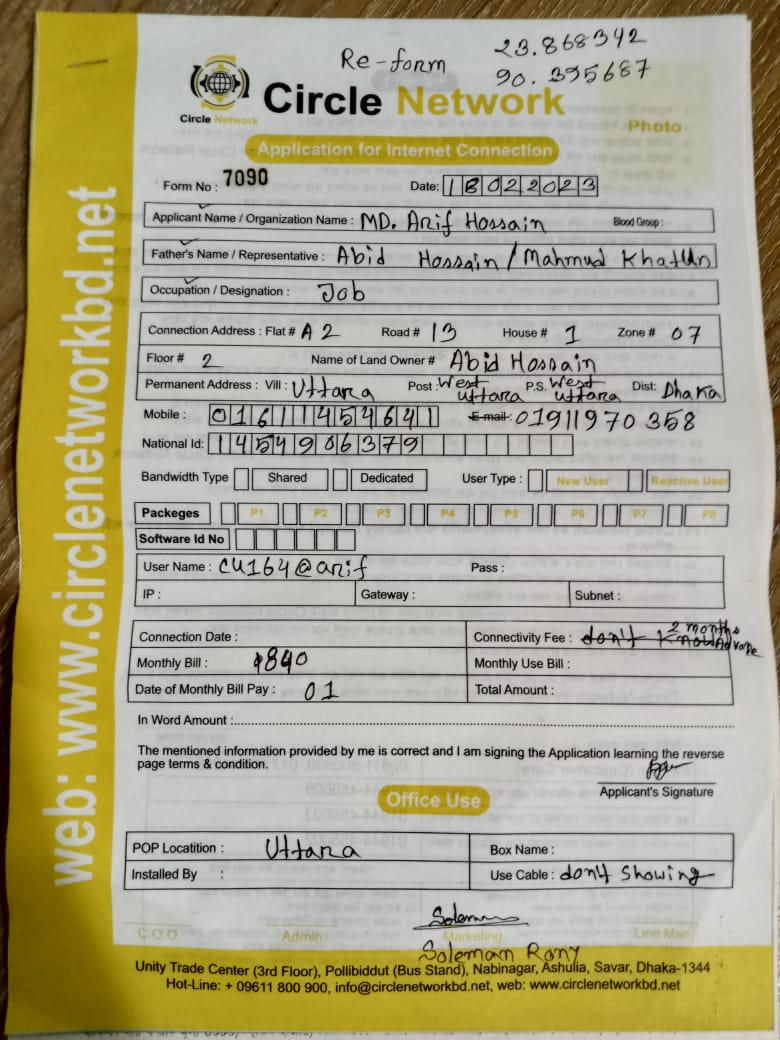 Re-form
23.868342
90.395687
Circle Network
Circle Network
Photo
Application for Internet Connection
Form No : 7090 Date: 18022023
Applicant Name / Organization Name : MD. Arif Hossain Blood Group :
Father's Name / Representative : Abid Hossain / Mahmud Khatun
Occupation / Designation : Job
Connection Address : Flat # A2 Road # 13 House # 1 Zone # 07
Floor # 2 Name of Land Owner # Abid Hossain
Permanent Address : Vill : Uttara Post : West Uttara P.S. West Uttara Dist: Dhaka
Mobile : 01611454641 E-mail: 01911970358
National Id: 1454906379
Bandwidth Type Shared Dedicated User Type : New User Reactive User
Packeges P1 P2 P3 P4 P5 P6 P7 P8
Software Id No
User Name : CU164@arif Pass :
IP : Gateway : Subnet :
Connection Date : Connectivity Fee : don't Know 2 months Advance
Monthly Bill : 840 Monthly Use Bill :
Date of Monthly Bill Pay : 01 Total Amount :
In Word Amount :
The mentioned information provided by me is correct and I am signing the Application learning the reverse
page terms & condition.
Applicant's Signature
Office Use
POP Locatition : Uttara Box Name :
Installed By : Use Cable : don't showing
Soleman
C.O.O Admin Marketing Line Man
Soleman Rony
Unity Trade Center (3rd Floor), Pollibiddut (Bus Stand), Nabinagar, Ashulia, Savar, Dhaka-1344
Hot-Line: + 09611 800 900, info@circlenetworkbd.net, web: www.circlenetworkbd.net
web: www.circlenetworkbd.net